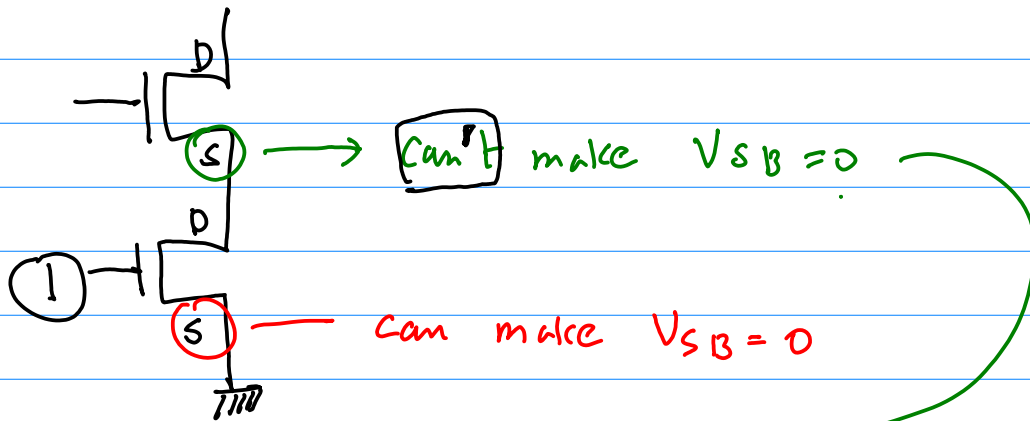 D
S → can't make VSB = 0
D
1
S — can make VSB = 0